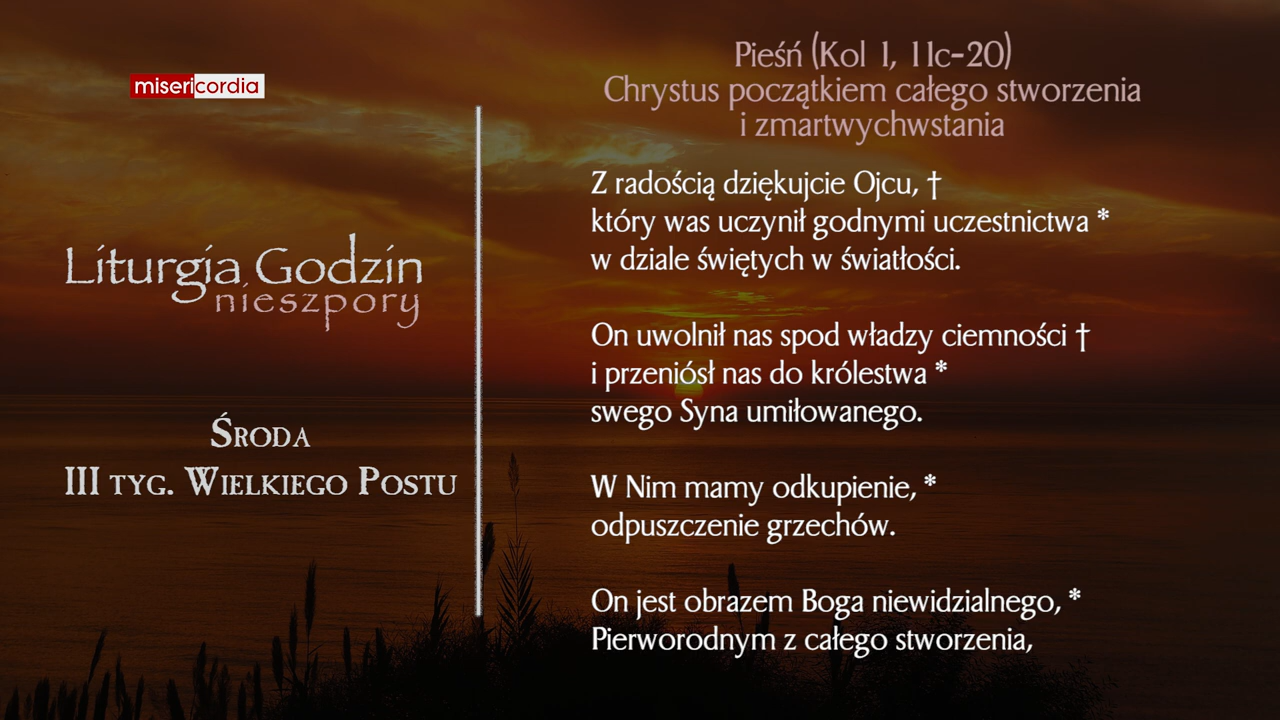 misericordia
Liturgia Godzin
nieszpory
Środa
III tyg. Wielkiego Postu
Pieśń (Kol 1, 11c-20)
Chrystus początkiem całego stworzenia
i zmartwychwstania
Z radością dziękujcie Ojcu, †
który was uczynił godnymi uczestnictwa *
w dziale świętych w światłości.
On uwolnił nas spod władzy ciemności †
i przeniósł nas do królestwa *
swego Syna umiłowanego.
W Nim mamy odkupienie, *
odpuszczenie grzechów.
On jest obrazem Boga niewidzialnego, *
Pierworodnym z całego stworzenia,